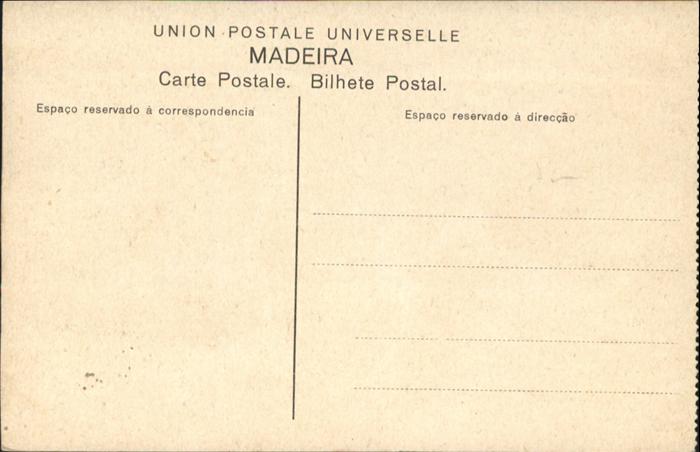 UNION POSTALE UNIVERSELLE
MADEIRA
Carte Postale. Bilhete Postal.
Espaço reservado á correspondencia
Espaço reservado á direcção